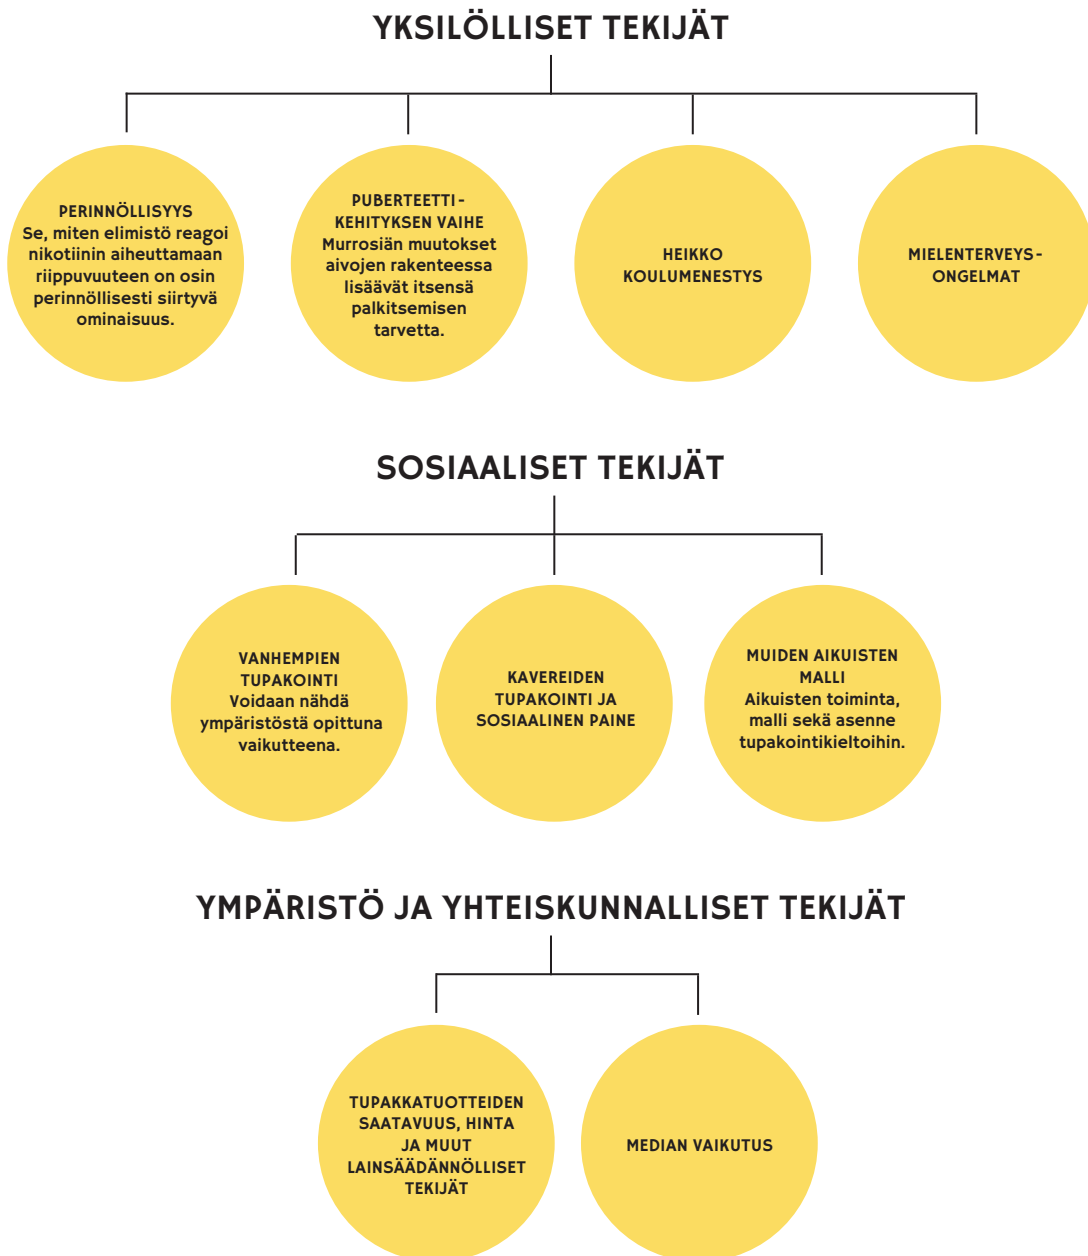 YKSILÖLLISET TEKIJÄT
PERINNÖLLISYYS
Se, miten elimistö reagoi
nikotiinin aiheuttamaan
riippuvuuteen on osin
perinnöllisesti siirtyvä
ominaisuus.
PUBERTEETTI-
KEHITYKSEN VAIHE
Murrosiän muutokset
aivojen rakenteessa
lisäävät itsensä
palkitsemisen
tarvetta.
HEIKKO
KOULUMENESTYS
MIELENTERVEYS-
ONGELMAT
SOSIAALISET TEKIJÄT
VANHEMPIEN
TUPAKOINTI
Voidaan nähdä
ympäristöstä opittuna
vaikutteena.
KAVEREIDEN
TUPAKOINTI JA
SOSIAALINEN PAINE
MUIDEN AIKUISTEN
MALLI
Aikuisten toiminta,
malli sekä asenne
tupakointikieltoihin.
YMPÄRISTÖ JA YHTEISKUNNALLISET TEKIJÄT
TUPAKKATUOTTEIDEN
SAATAVUUS, HINTA
JA MUUT
LAINSÄÄDÄNNÖLLISET
TEKIJÄT
MEDIAN VAIKUTUS